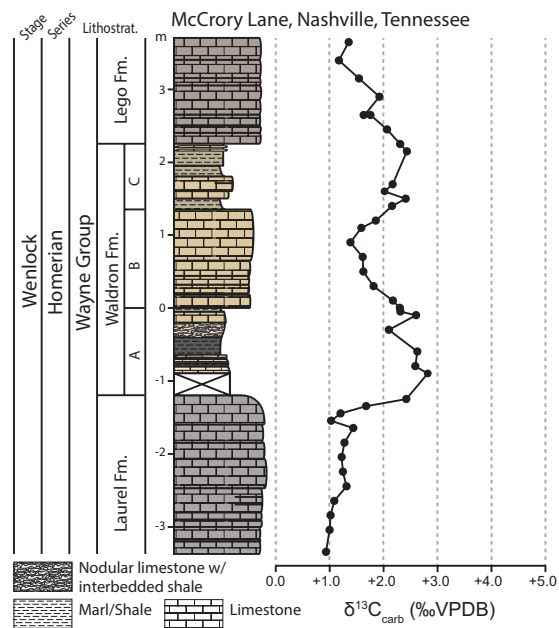 McCrory Lane, Nashville, Tennessee
Stage
Series
Lithostrat.
m
Wenlock
Homerian
Wayne Group
Lego Fm.
Waldron Fm.
Laurel Fm.
C
B
A
3
2
1
0
-1
-2
-3
0.0 +1.0 +2.0 +3.0 +4.0 +5.0
δ¹³Ccarb (‰VPDB)
Nodular limestone w/
interbedded shale
Marl/Shale
Limestone